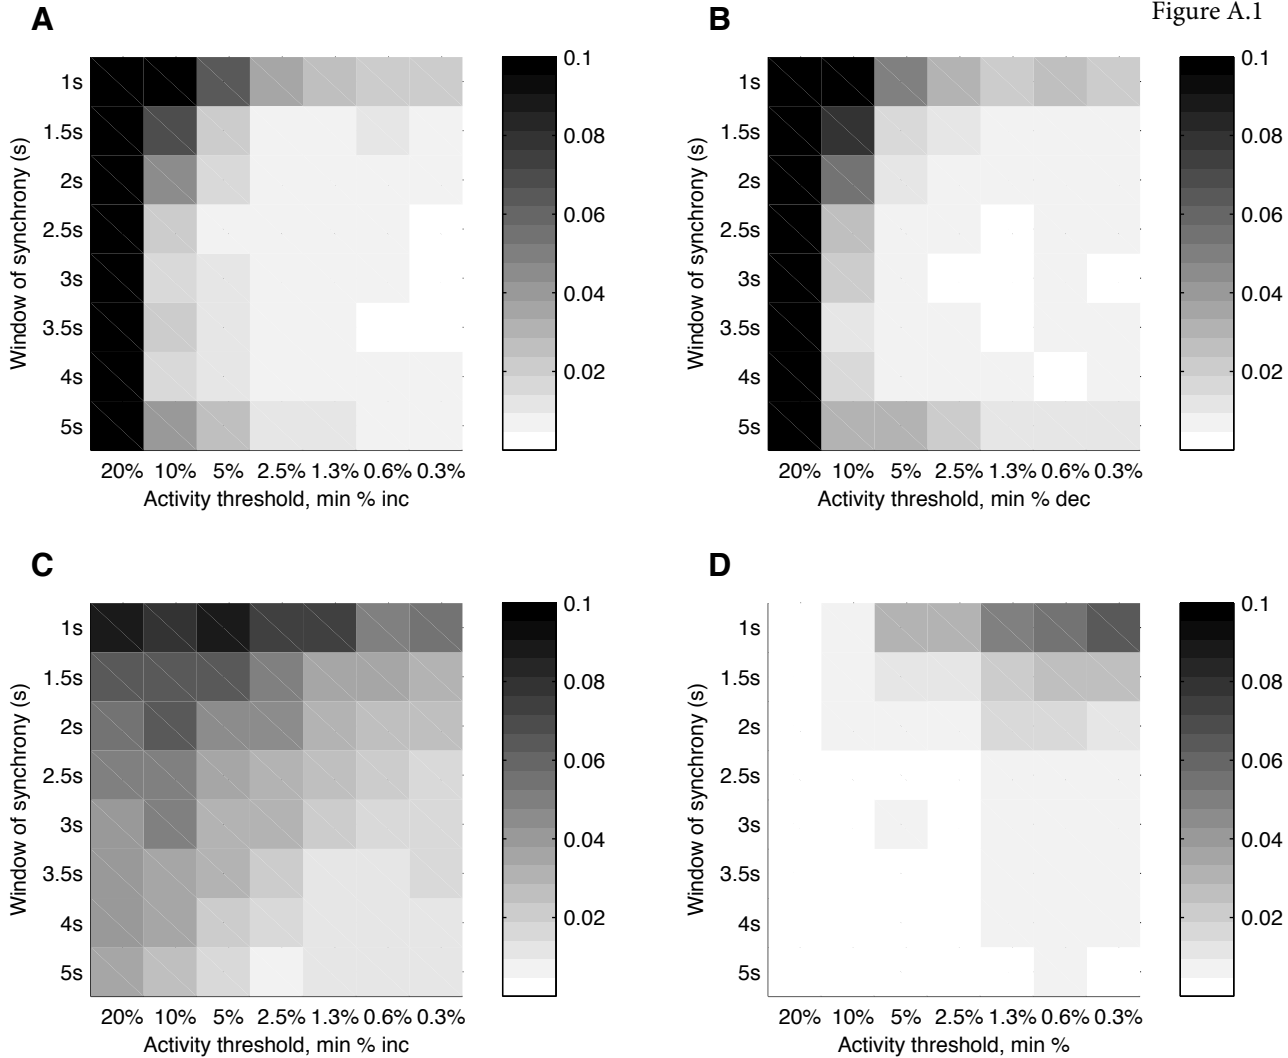 Figure A.1
A
1s
1.5s
2s
2.5s
3s
3.5s
4s
5s
Window of synchrony (s)
20% 10% 5% 2.5% 1.3% 0.6% 0.3%
Activity threshold, min % inc
0.1
0.08
0.06
0.04
0.02
B
1s
1.5s
2s
2.5s
3s
3.5s
4s
5s
Window of synchrony (s)
20% 10% 5% 2.5% 1.3% 0.6% 0.3%
Activity threshold, min % dec
0.1
0.08
0.06
0.04
0.02
C
1s
1.5s
2s
2.5s
3s
3.5s
4s
5s
Window of synchrony (s)
20% 10% 5% 2.5% 1.3% 0.6% 0.3%
Activity threshold, min % inc
0.1
0.08
0.06
0.04
0.02
D
1s
1.5s
2s
2.5s
3s
3.5s
4s
5s
Window of synchrony (s)
20% 10% 5% 2.5% 1.3% 0.6% 0.3%
Activity threshold, min %
0.1
0.08
0.06
0.04
0.02